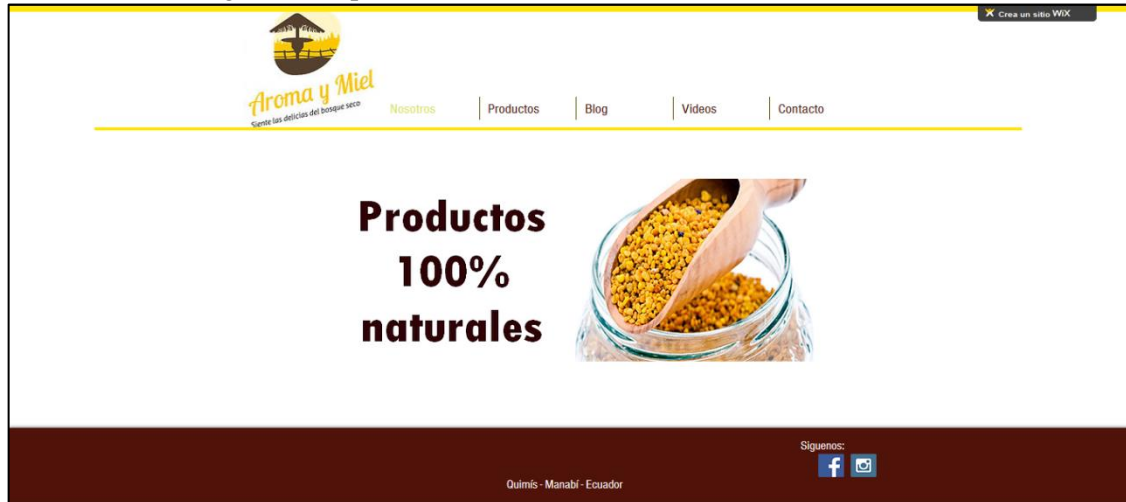 Crea un sitio WiX
Aroma y Miel
Siente las delicias del bosque seco
Nosotros
Productos
Blog
Videos
Contacto
Productos
100%
naturales
Siguenos:
Quimís - Manabí - Ecuador